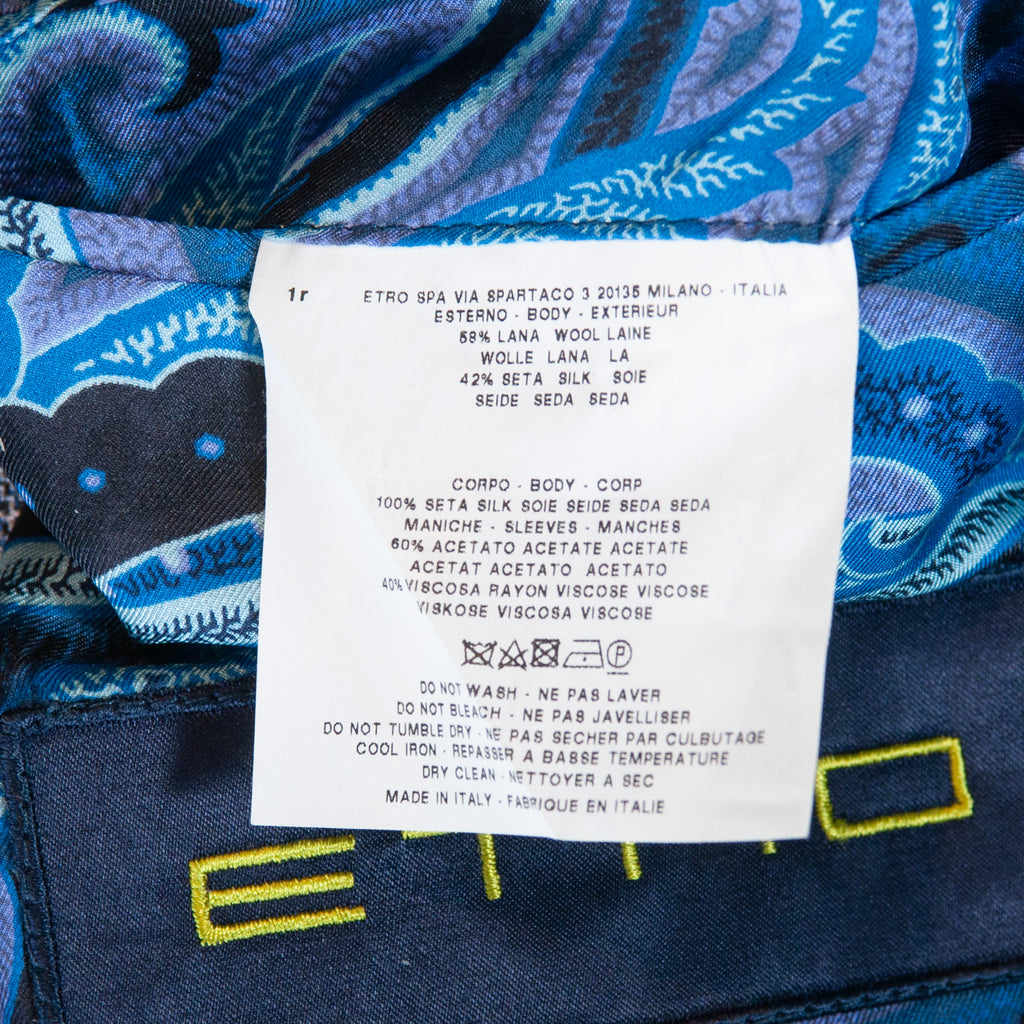 1r ETRO SPA VIA SPARTACO 3 20135 MILANO - ITALIA
ESTERNO - BODY - EXTERIEUR
58% LANA WOOL LAINE
WOLLE LANA LA
42% SETA SILK SOIE
SEIDE SEDA SEDA
CORPO - BODY - CORP
100% SETA SILK SOIE SEIDE SEDA SEDA
MANICHE - SLEEVES - MANCHES
60% ACETATO ACETATE ACETATE
ACETAT ACETATO ACETATO
40% VISCOSA RAYON VISCOSE VISCOSE
VISKOSE VISCOSA VISCOSE
DO NOT WASH - NE PAS LAVER
DO NOT BLEACH - NE PAS JAVELLISER
DO NOT TUMBLE DRY - NE PAS SECHER PAR CULBUTAGE
COOL IRON - REPASSER A BASSE TEMPERATURE
DRY CLEAN - NETTOYER A SEC
MADE IN ITALY - FABRIQUE EN ITALIE
ETRO